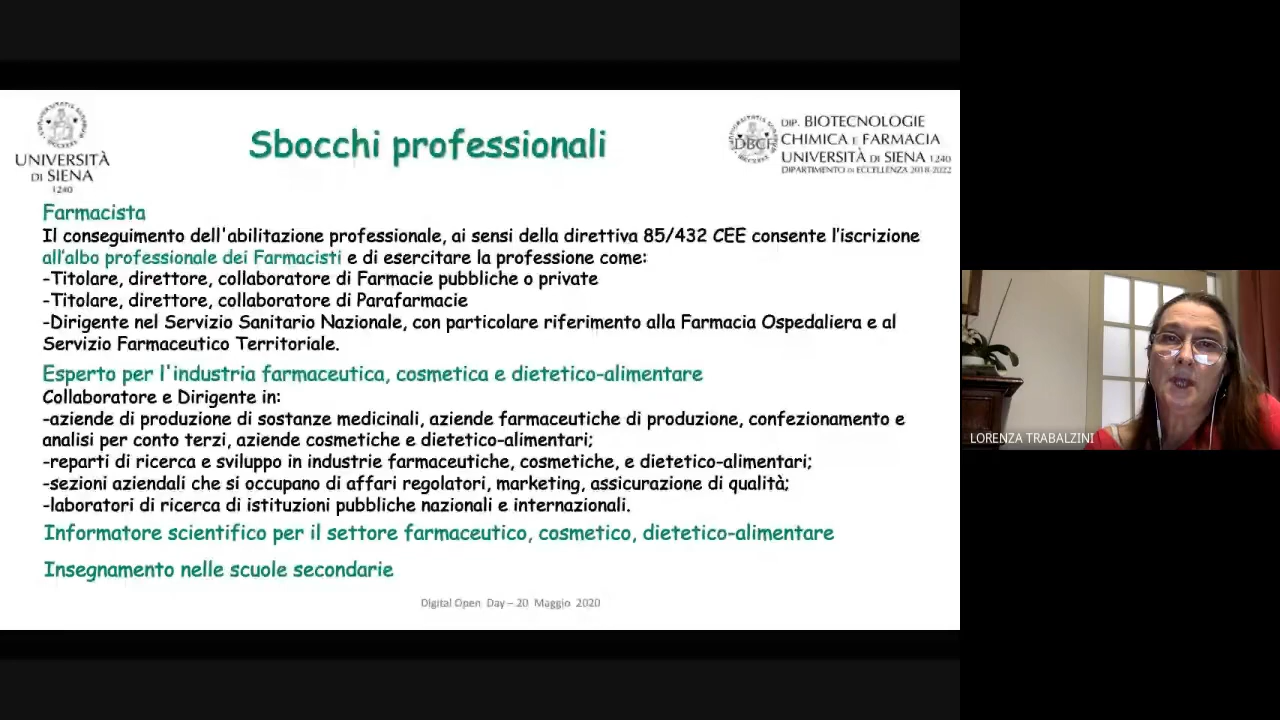 UNIVERSITÀ
DI SIENA
1240
Sbocchi professionali
DBCF
DIP. BIOTECNOLOGIE
CHIMICA E FARMACIA
UNIVERSITÀ DI SIENA 1240
DIPARTIMENTO DI ECCELLENZA 2018-2022
Farmacista
Il conseguimento dell'abilitazione professionale, ai sensi della direttiva 85/432 CEE consente l'iscrizione
all'albo professionale dei Farmacisti e di esercitare la professione come:
-Titolare, direttore, collaboratore di Farmacie pubbliche o private
-Titolare, direttore, collaboratore di Parafarmacie
-Dirigente nel Servizio Sanitario Nazionale, con particolare riferimento alla Farmacia Ospedaliera e al
Servizio Farmaceutico Territoriale.
Esperto per l'industria farmaceutica, cosmetica e dietetico-alimentare
Collaboratore e Dirigente in:
-aziende di produzione di sostanze medicinali, aziende farmaceutiche di produzione, confezionamento e
analisi per conto terzi, aziende cosmetiche e dietetico-alimentari;
-reparti di ricerca e sviluppo in industrie farmaceutiche, cosmetiche, e dietetico-alimentari;
-sezioni aziendali che si occupano di affari regolatori, marketing, assicurazione di qualità;
-laboratori di ricerca di istituzioni pubbliche nazionali e internazionali.
Informatore scientifico per il settore farmaceutico, cosmetico, dietetico-alimentare
Insegnamento nelle scuole secondarie
Digital Open Day – 20 Maggio 2020
LORENZA TRABALZINI